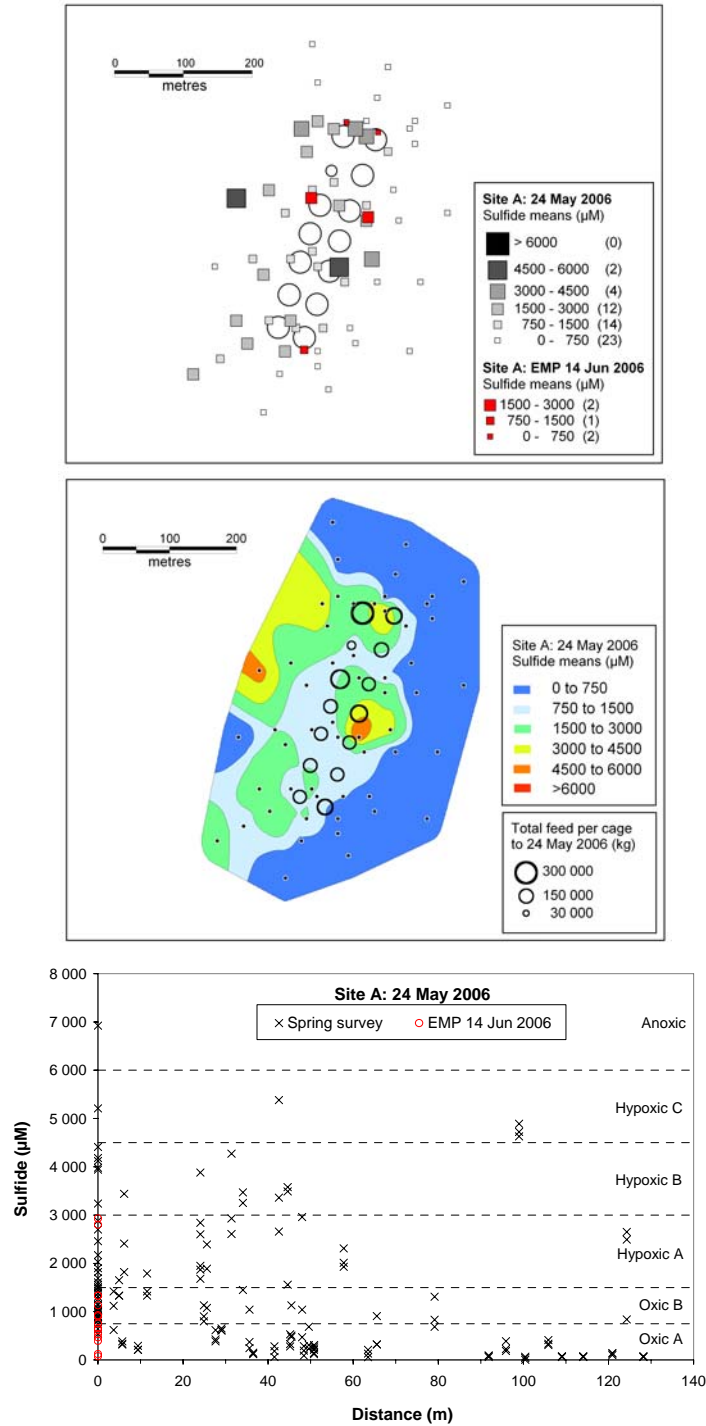 0 100 200
metres
Site A: 24 May 2006
Sulfide means (µM)
> 6000 (0)
4500 - 6000 (2)
3000 - 4500 (4)
1500 - 3000 (12)
750 - 1500 (14)
0 - 750 (23)
Site A: EMP 14 Jun 2006
Sulfide means (µM)
1500 - 3000 (2)
750 - 1500 (1)
0 - 750 (2)
0 100 200
metres
Site A: 24 May 2006
Sulfide means (µM)
0 to 750
750 to 1500
1500 to 3000
3000 to 4500
4500 to 6000
>6000
Total feed per cage
to 24 May 2006 (kg)
300 000
150 000
30 000
Site A: 24 May 2006
Spring survey EMP 14 Jun 2006
Anoxic
Hypoxic C
Hypoxic B
Hypoxic A
Oxic B
Oxic A
8 000
7 000
6 000
5 000
4 000
3 000
2 000
1 000
0
Sulfide (µM)
0 20 40 60 80 100 120 140
Distance (m)